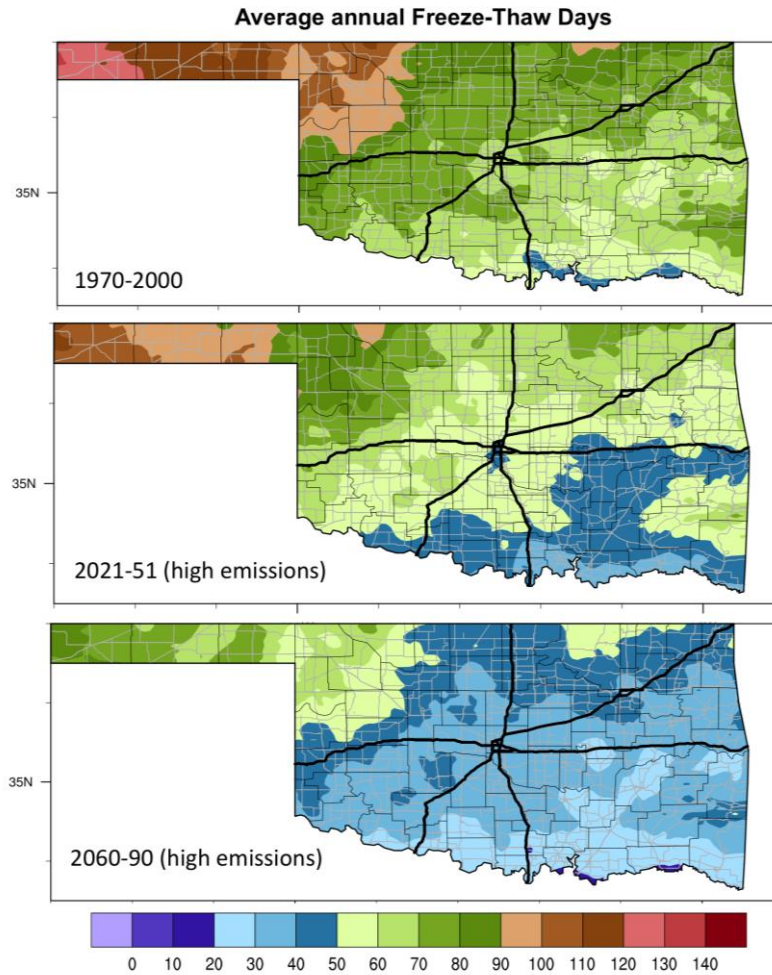 Average annual Freeze-Thaw Days
35N
1970-2000
35N
2021-51 (high emissions)
35N
2060-90 (high emissions)
0 10 20 30 40 50 60 70 80 90 100 110 120 130 140